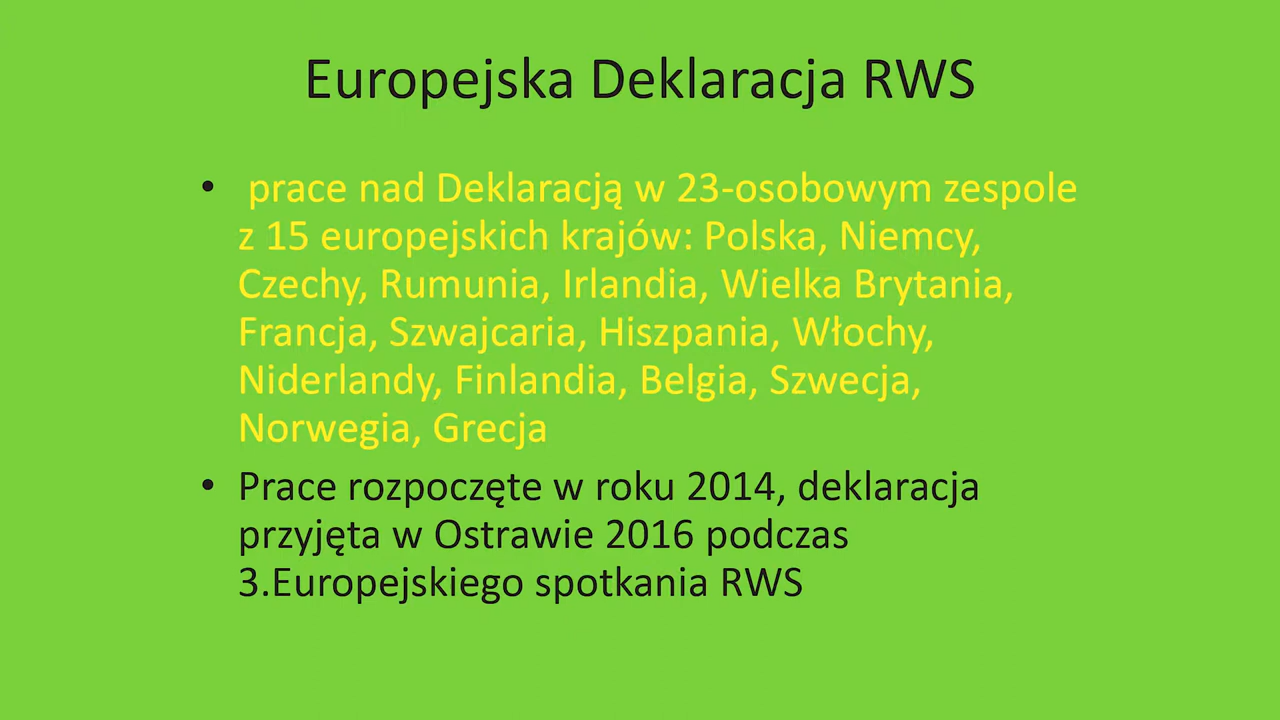 Europejska Deklaracja RWS
• prace nad Deklaracją w 23-osobowym zespole
z 15 europejskich krajów: Polska, Niemcy,
Czechy, Rumunia, Irlandia, Wielka Brytania,
Francja, Szwajcaria, Hiszpania, Włochy,
Niderlandy, Finlandia, Belgia, Szwecja,
Norwegia, Grecja
• Prace rozpoczęte w roku 2014, deklaracja
przyjęta w Ostrawie 2016 podczas
3.Europejskiego spotkania RWS